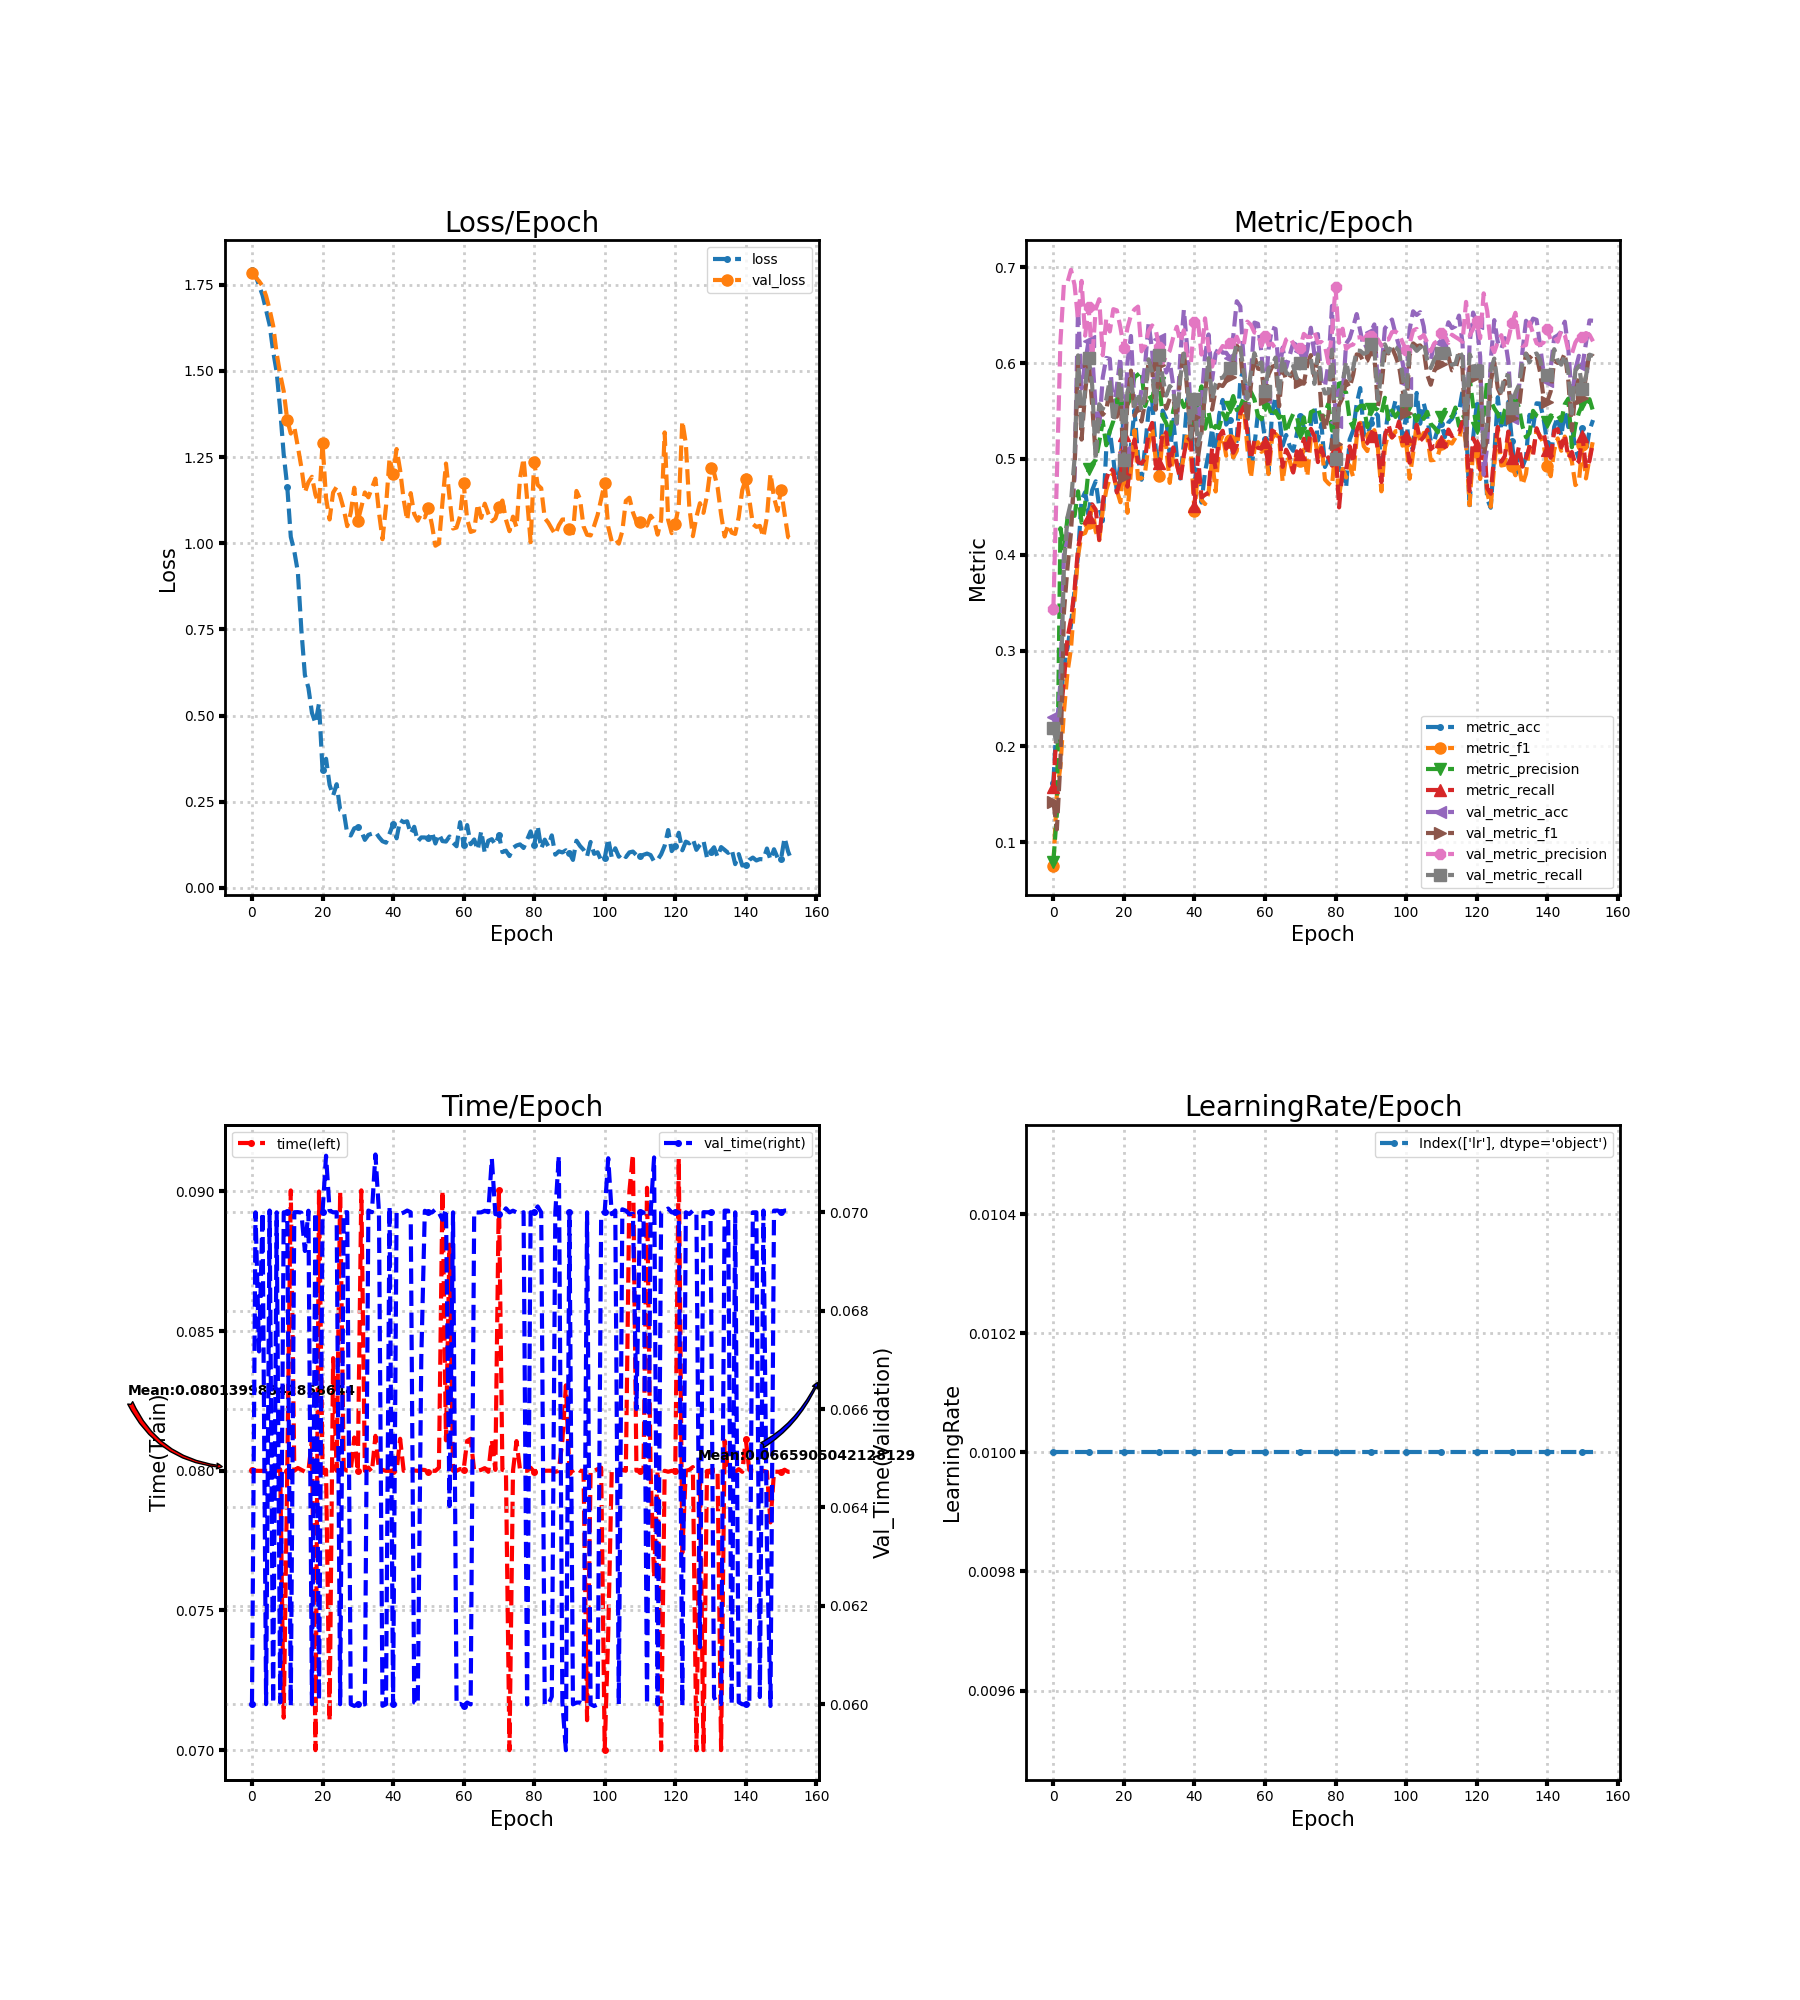 Loss/Epoch
Loss
1.75
1.50
1.25
1.00
0.75
0.50
0.25
0.00
loss
val_loss
0 20 40 60 80 100 120 140 160
Epoch
Metric/Epoch
Metric
0.7
0.6
0.5
0.4
0.3
0.2
0.1
metric_acc
metric_f1
metric_precision
metric_recall
val_metric_acc
val_metric_f1
val_metric_precision
val_metric_recall
0 20 40 60 80 100 120 140 160
Epoch
Time/Epoch
time(left)
val_time(right)
Time(Train)
0.090
0.085
0.080
0.075
0.070
Val_Time(Validation)
0.070
0.068
0.066
0.064
0.062
0.060
Mean:0.0665905042128129
0 20 40 60 80 100 120 140 160
Epoch
LearningRate/Epoch
Index(['lr'], dtype='object')
LearningRate
0.0104
0.0102
0.0100
0.0098
0.0096
0 20 40 60 80 100 120 140 160
Epoch